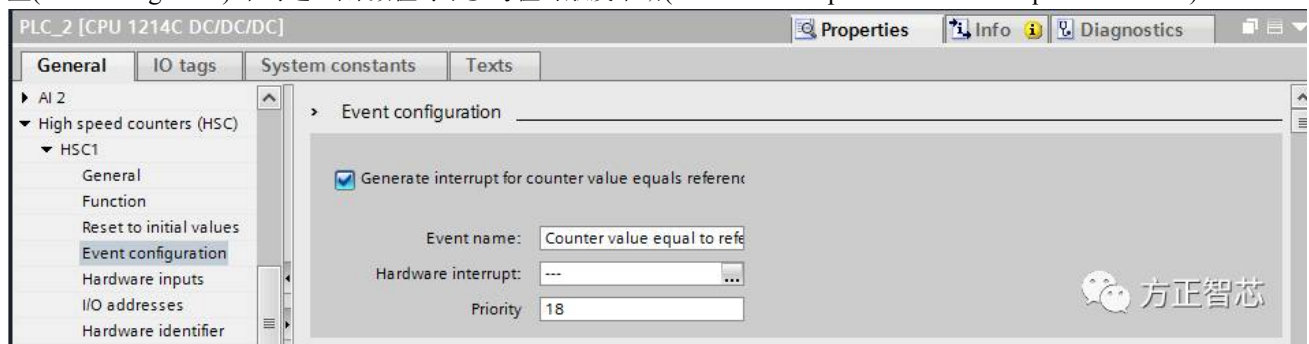 PLC_2 [CPU 1214C DC/DC/DC]
Properties
Info
Diagnostics
General
IO tags
System constants
Texts
AI 2
High speed counters (HSC)
HSC1
General
Function
Reset to initial values
Event configuration
Hardware inputs
I/O addresses
Hardware identifier
Event configuration
Generate interrupt for counter value equals referenc
Event name:
Counter value equal to refe
Hardware interrupt:
---
...
Priority
18
方正智芯